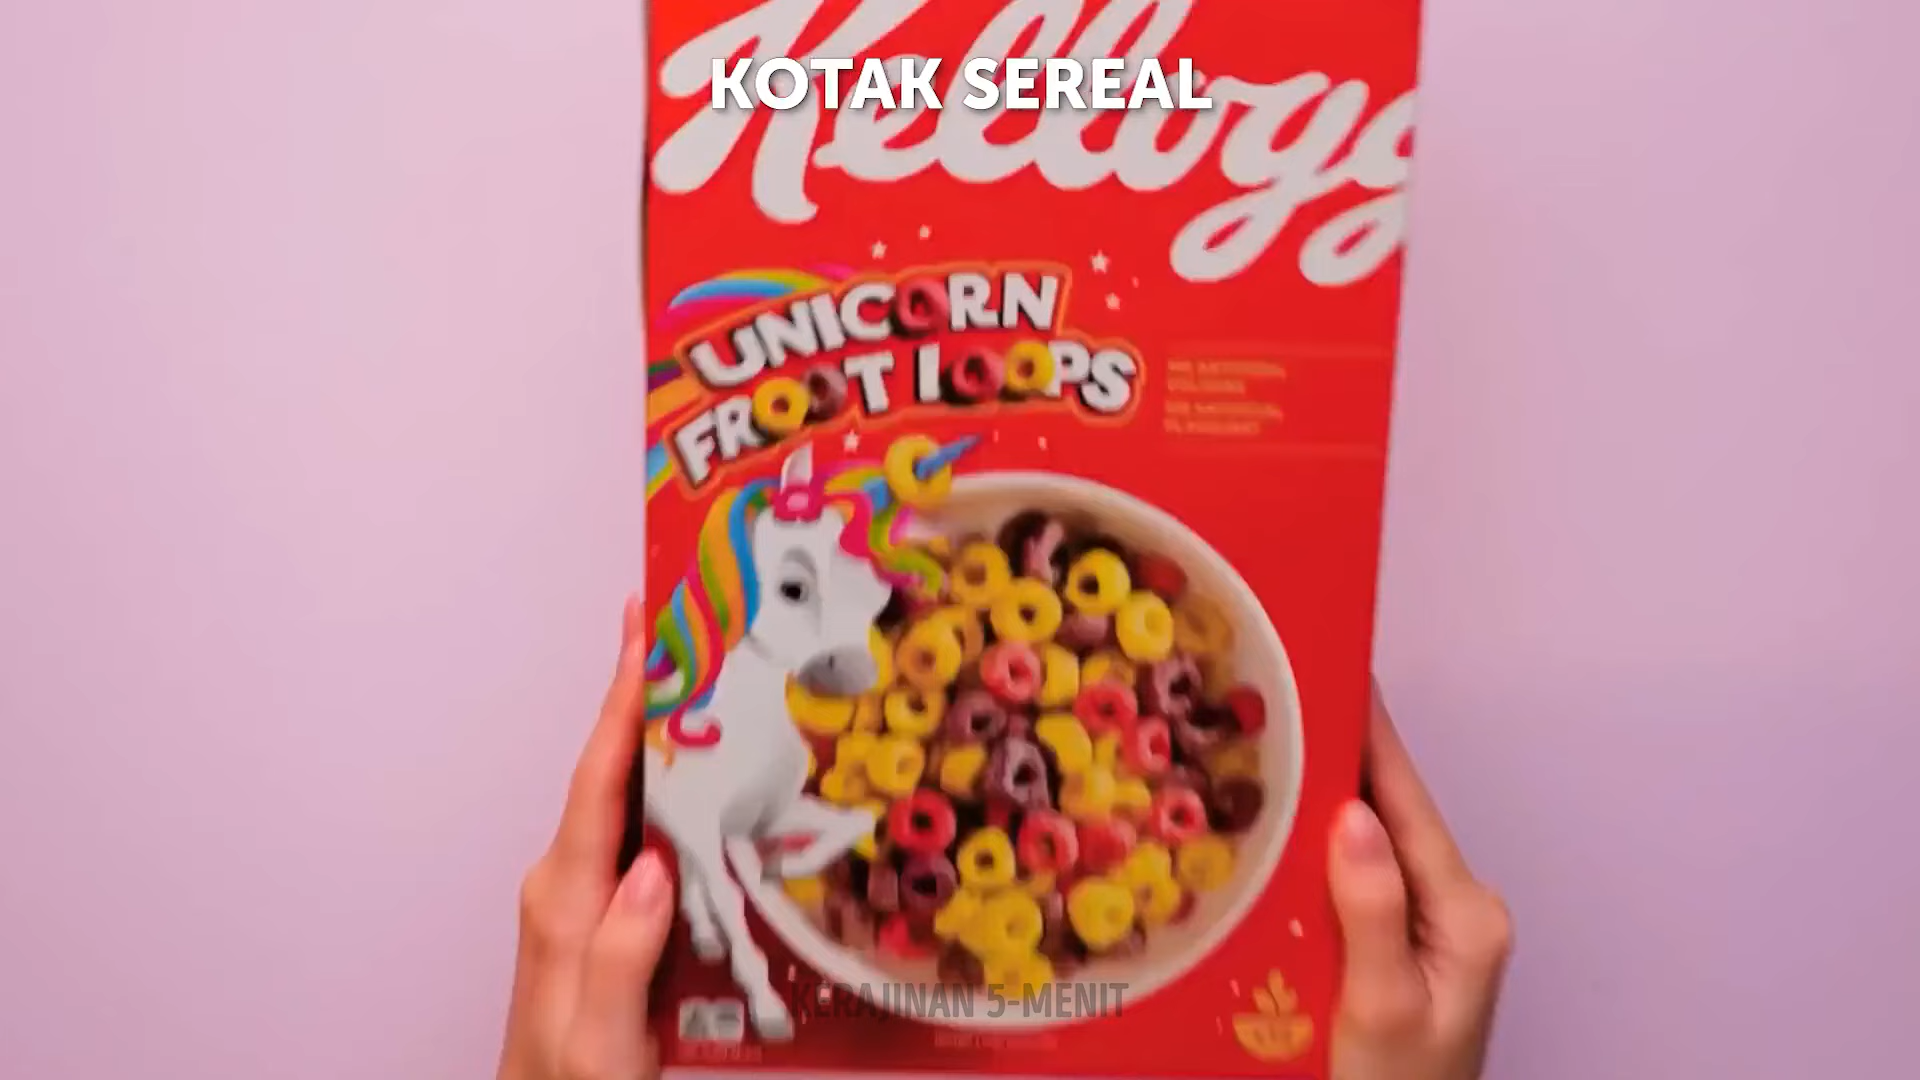 Kellogg
KOTAK SEREAL
UNICORN
FROOT LOOPS
KERAJINAN 5-MENIT